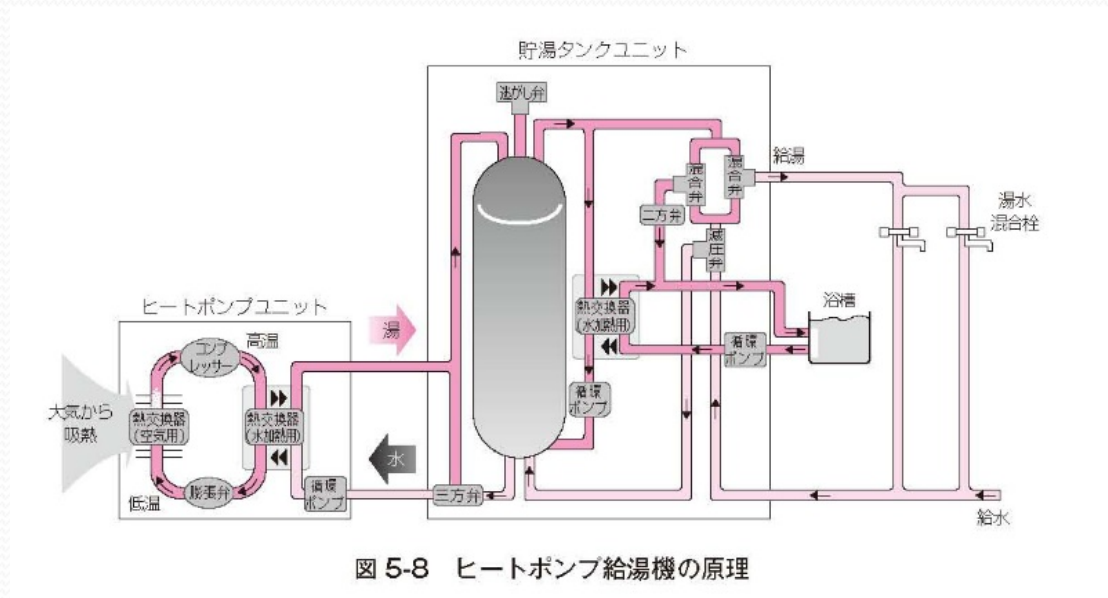 貯湯タンクユニット
逃がし弁
混合弁
混合弁
給湯
湯水
混合栓
二方弁
減圧弁
ヒートポンプユニット
湯
熱交換器
(水加熱用)
浴槽
高温
コンプ
レッサー
循環
ポンプ
大気から
吸熱
熱交換器
(空気用)
熱交換器
(水加熱用)
循環
ポンプ
水
低温
膨張弁
循環
ポンプ
三方弁
給水
図 5-8 ヒートポンプ給湯機の原理